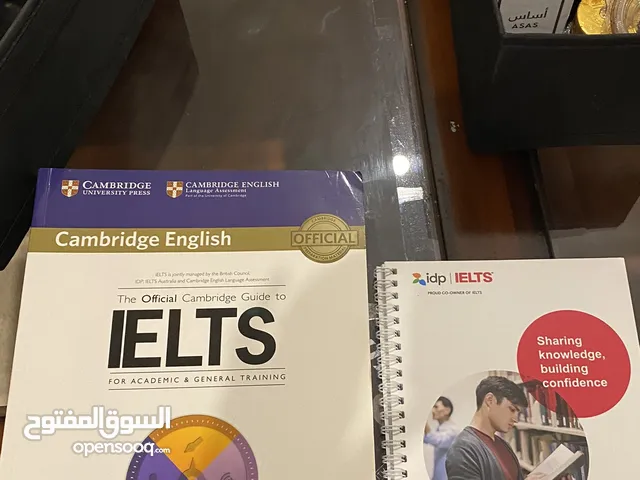 أساس
ASAS
CAMBRIDGE
UNIVERSITY PRESS
CAMBRIDGE ENGLISH
Language Assessment
Part of the University of Cambridge
Cambridge English
OFFICIAL
IELTS is jointly managed by the British Council,
IDP: IELTS Australia and Cambridge English Language Assessment
The Official Cambridge Guide to
IELTS
FOR ACADEMIC & GENERAL TRAINING
idp IELTS
PROUD CO-OWNER OF IELTS
Sharing
knowledge,
building
confidence
السوق المفتوح
opensooq.com